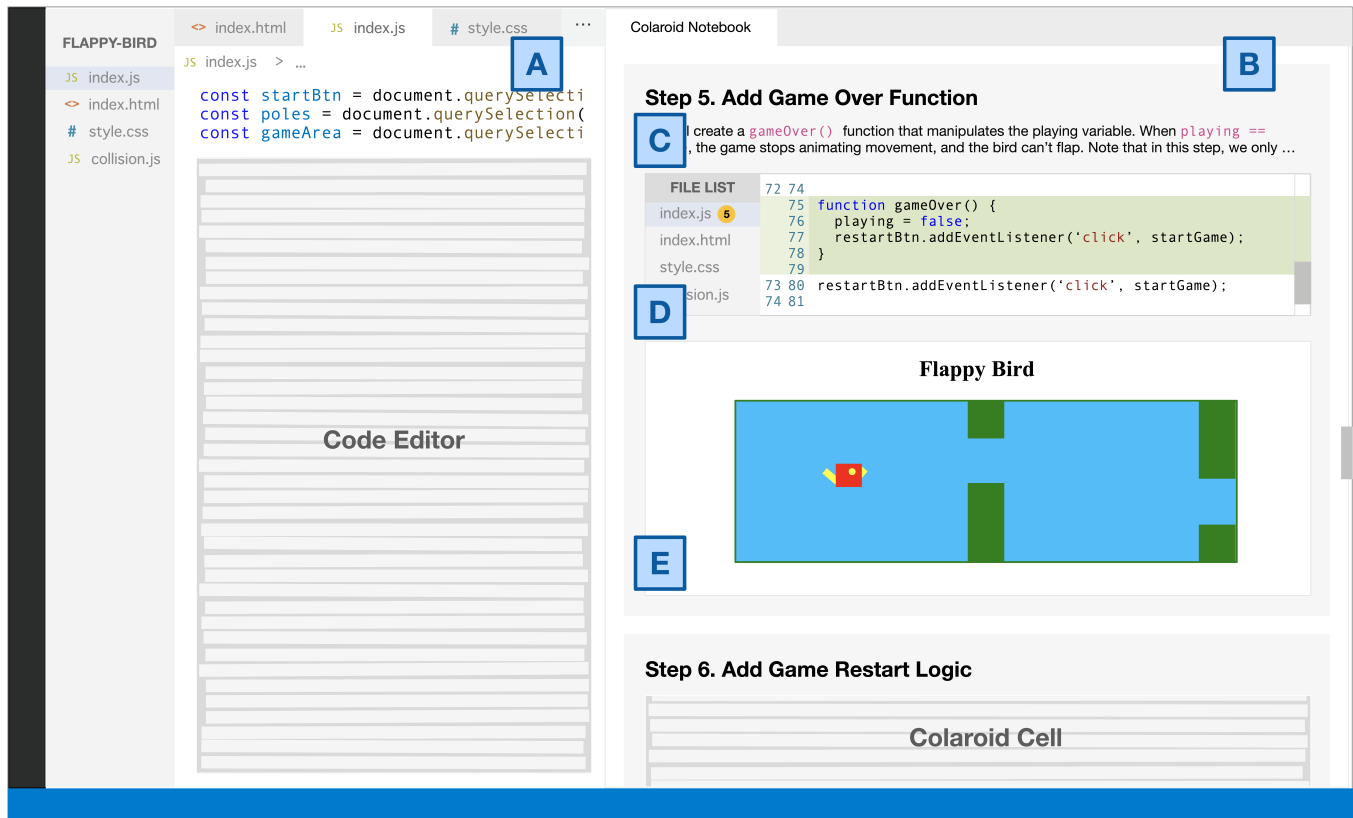 FLAPPY-BIRD
JS index.js
<> index.html
# style.css
JS collision.js
<> index.html
JS index.js
# style.css
...
JS index.js > ...
A
const startBtn = document.querySelecti
const poles = document.querySelection(
const gameArea = document.querySelecti
Code Editor
Colaroid Notebook
B
Step 5. Add Game Over Function
C
l create a gameOver() function that manipulates the playing variable. When playing ==
, the game stops animating movement, and the bird can’t flap. Note that in this step, we only …
FILE LIST
index.js 5
index.html
style.css
sion.js
D
72 74
75 function gameOver() {
76 playing = false;
77 restartBtn.addEventListener(‘click’, startGame);
78 }
79
73 80 restartBtn.addEventListener(‘click’, startGame);
74 81
Flappy Bird
E
Step 6. Add Game Restart Logic
Colaroid Cell